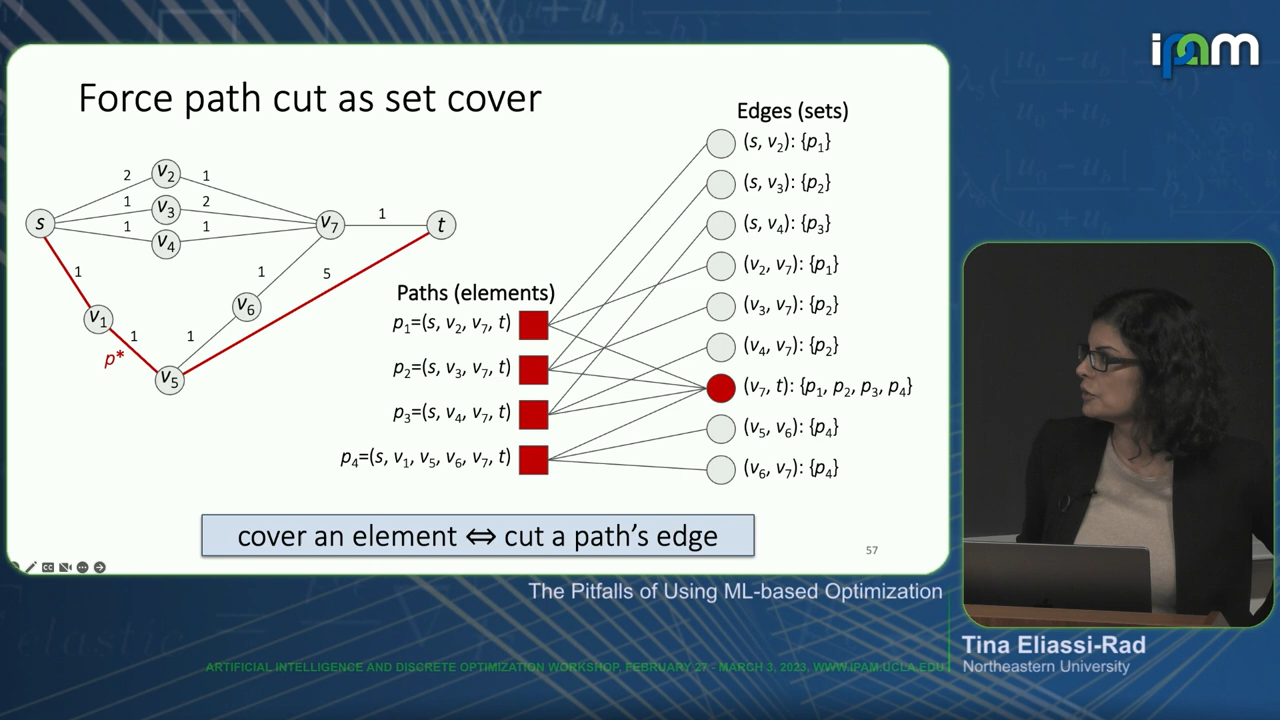 ipam
Force path cut as set cover
Edges (sets)
(s, v2): {p1}
(s, v3): {p2}
(s, v4): {p3}
(v2, v7): {p1}
(v3, v7): {p2}
(v4, v7): {p2}
(v7, t): {p1, p2, p3, p4}
(v5, v6): {p4}
(v6, v7): {p4}
2 v2 1
1 v3 2
s 1 v4 1 v7 1 t
1 1 5
v1 v6
p* 1 1
v5
Paths (elements)
p1=(s, v2, v7, t)
p2=(s, v3, v7, t)
p3=(s, v4, v7, t)
p4=(s, v1, v5, v6, v7, t)
cover an element ⇔ cut a path's edge
57
The Pitfalls of Using ML-based Optimization
Tina Eliassi-Rad
Northeastern University
ARTIFICIAL INTELLIGENCE AND DISCRETE OPTIMIZATION WORKSHOP, FEBRUARY 27 - MARCH 3, 2023, WWW.IPAM.UCLA.EDU